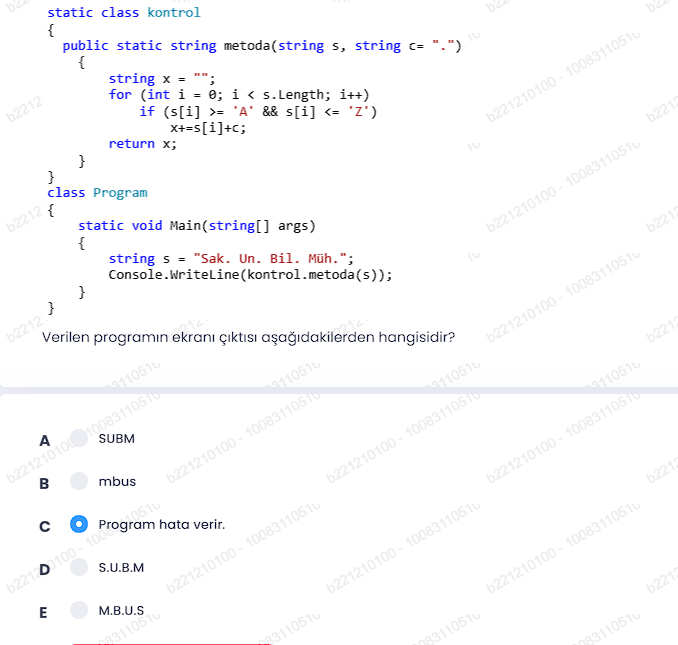 static class kontrol
{
public static string metoda(string s, string c= ".")
{
string x = "";
for (int i = 0; i < s.Length; i++)
if (s[i] >= 'A' && s[i] <= 'Z')
x+=s[i]+c;
return x;
}
}
class Program
{
static void Main(string[] args)
{
string s = "Sak. Un. Bil. Müh.";
Console.WriteLine(kontrol.metoda(s));
}
}
Verilen programın ekranı çıktısı aşağıdakilerden hangisidir?
A SUBM
B mbus
C Program hata verir.
D S.U.B.M
E M.B.U.S